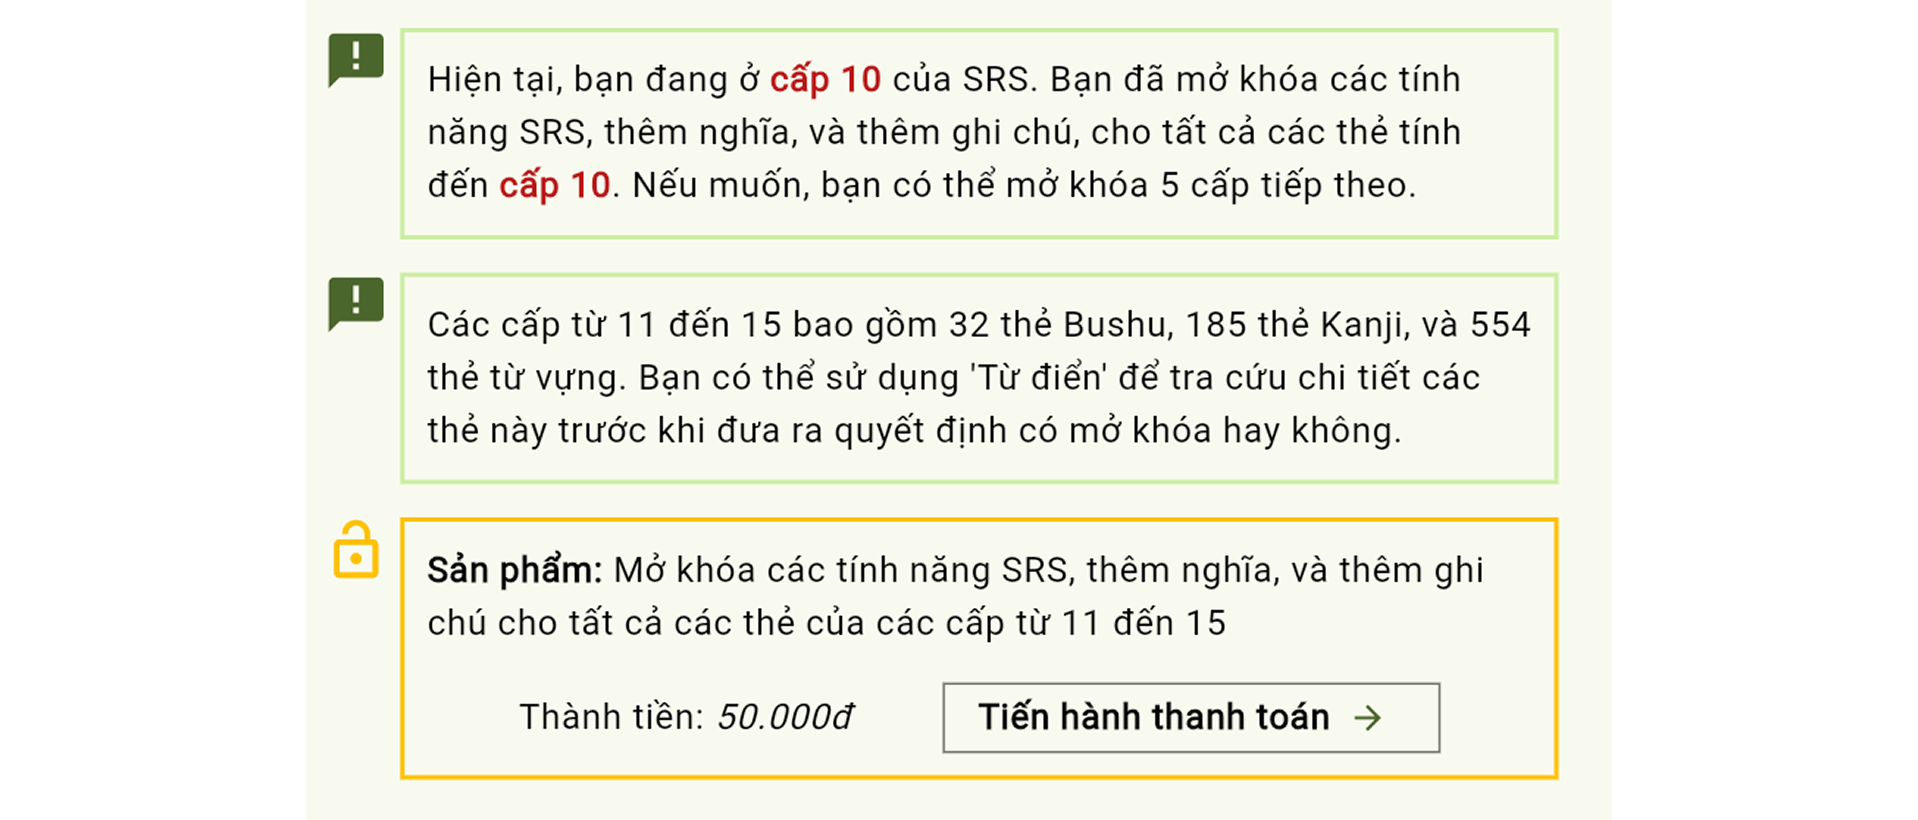 Hiện tại, bạn đang ở cấp 10 của SRS. Bạn đã mở khóa các tính
năng SRS, thêm nghĩa, và thêm ghi chú, cho tất cả các thẻ tính
đến cấp 10. Nếu muốn, bạn có thể mở khóa 5 cấp tiếp theo.
Các cấp từ 11 đến 15 bao gồm 32 thẻ Bushu, 185 thẻ Kanji, và 554
thẻ từ vựng. Bạn có thể sử dụng 'Từ điển' để tra cứu chi tiết các
thẻ này trước khi đưa ra quyết định có mở khóa hay không.
Sản phẩm: Mở khóa các tính năng SRS, thêm nghĩa, và thêm ghi
chú cho tất cả các thẻ của các cấp từ 11 đến 15
Thành tiền: 50.000đ Tiến hành thanh toán →